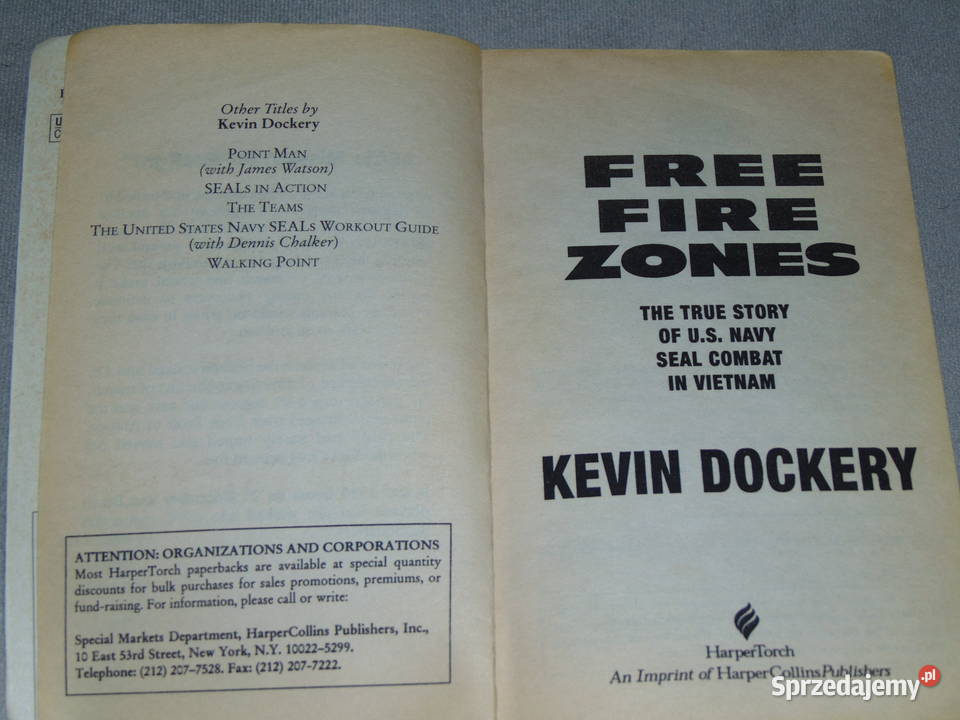 Other Titles by
Kevin Dockery
POINT MAN
(with James Watson)
SEALS IN ACTION
THE TEAMS
THE UNITED STATES NAVY SEALS WORKOUT GUIDE
(with Dennis Chalker)
WALKING POINT
ATTENTION: ORGANIZATIONS AND CORPORATIONS
Most HarperTorch paperbacks are available at special quantity
discounts for bulk purchases for sales promotions, premiums, or
fund-raising. For information, please call or write:
Special Markets Department, HarperCollins Publishers, Inc.,
10 East 53rd Street, New York, N.Y. 10022–5299.
Telephone: (212) 207–7528. Fax: (212) 207-7222.
FREE
FIRE
ZONES
THE TRUE STORY
OF U.S. NAVY
SEAL COMBAT
IN VIETNAM
KEVIN DOCKERY
HarperTorch
An Imprint of HarperCollinsPublishers
Sprzedajemy.pl